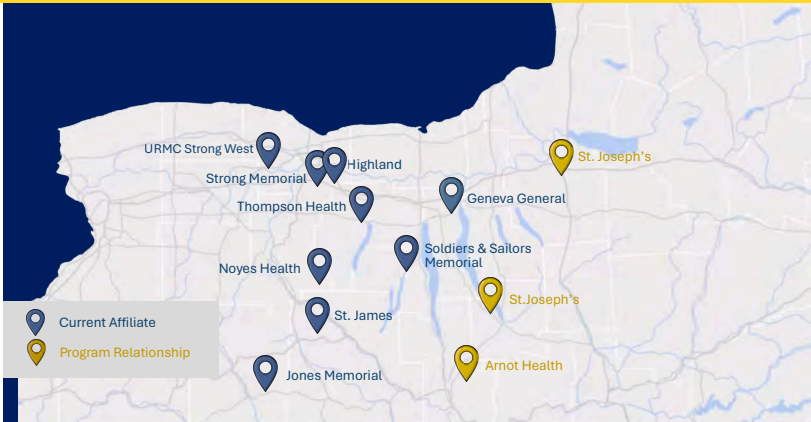 URMC Strong West
Highland
Strong Memorial
St. Joseph's
Thompson Health
Geneva General
Soldiers & Sailors
Memorial
Noyes Health
St.Joseph's
St. James
Current Affiliate
Program Relationship
Arnot Health
Jones Memorial